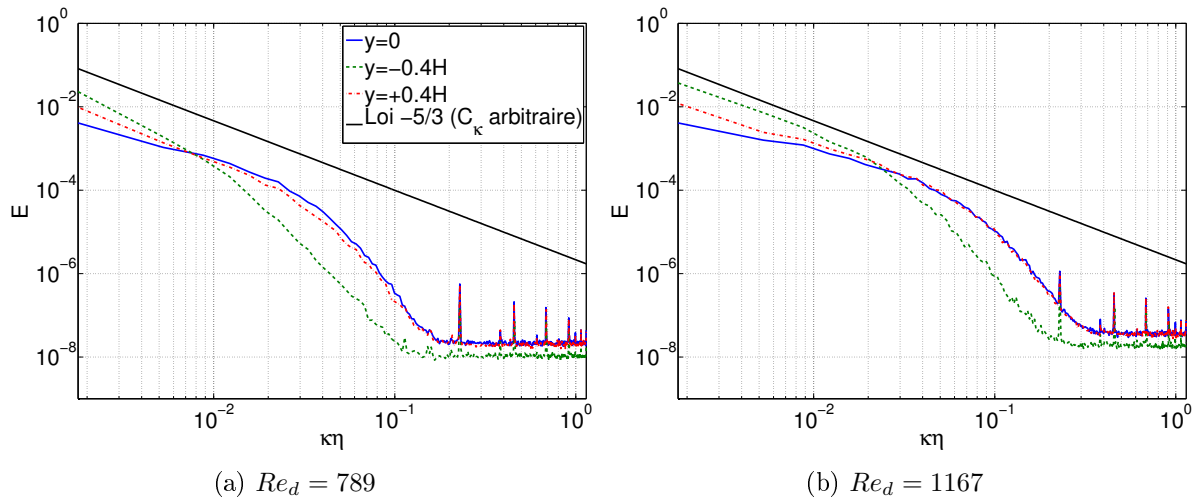 10^0
10^-2
10^-4
10^-6
10^-8
E
10^-2
10^-1
10^0
κη
y=0
y=−0.4H
y=+0.4H
Loi −5/3 (C_κ arbitraire)
(a) Re_d = 789
10^0
10^-2
10^-4
10^-6
10^-8
E
10^-2
10^-1
10^0
κη
(b) Re_d = 1167